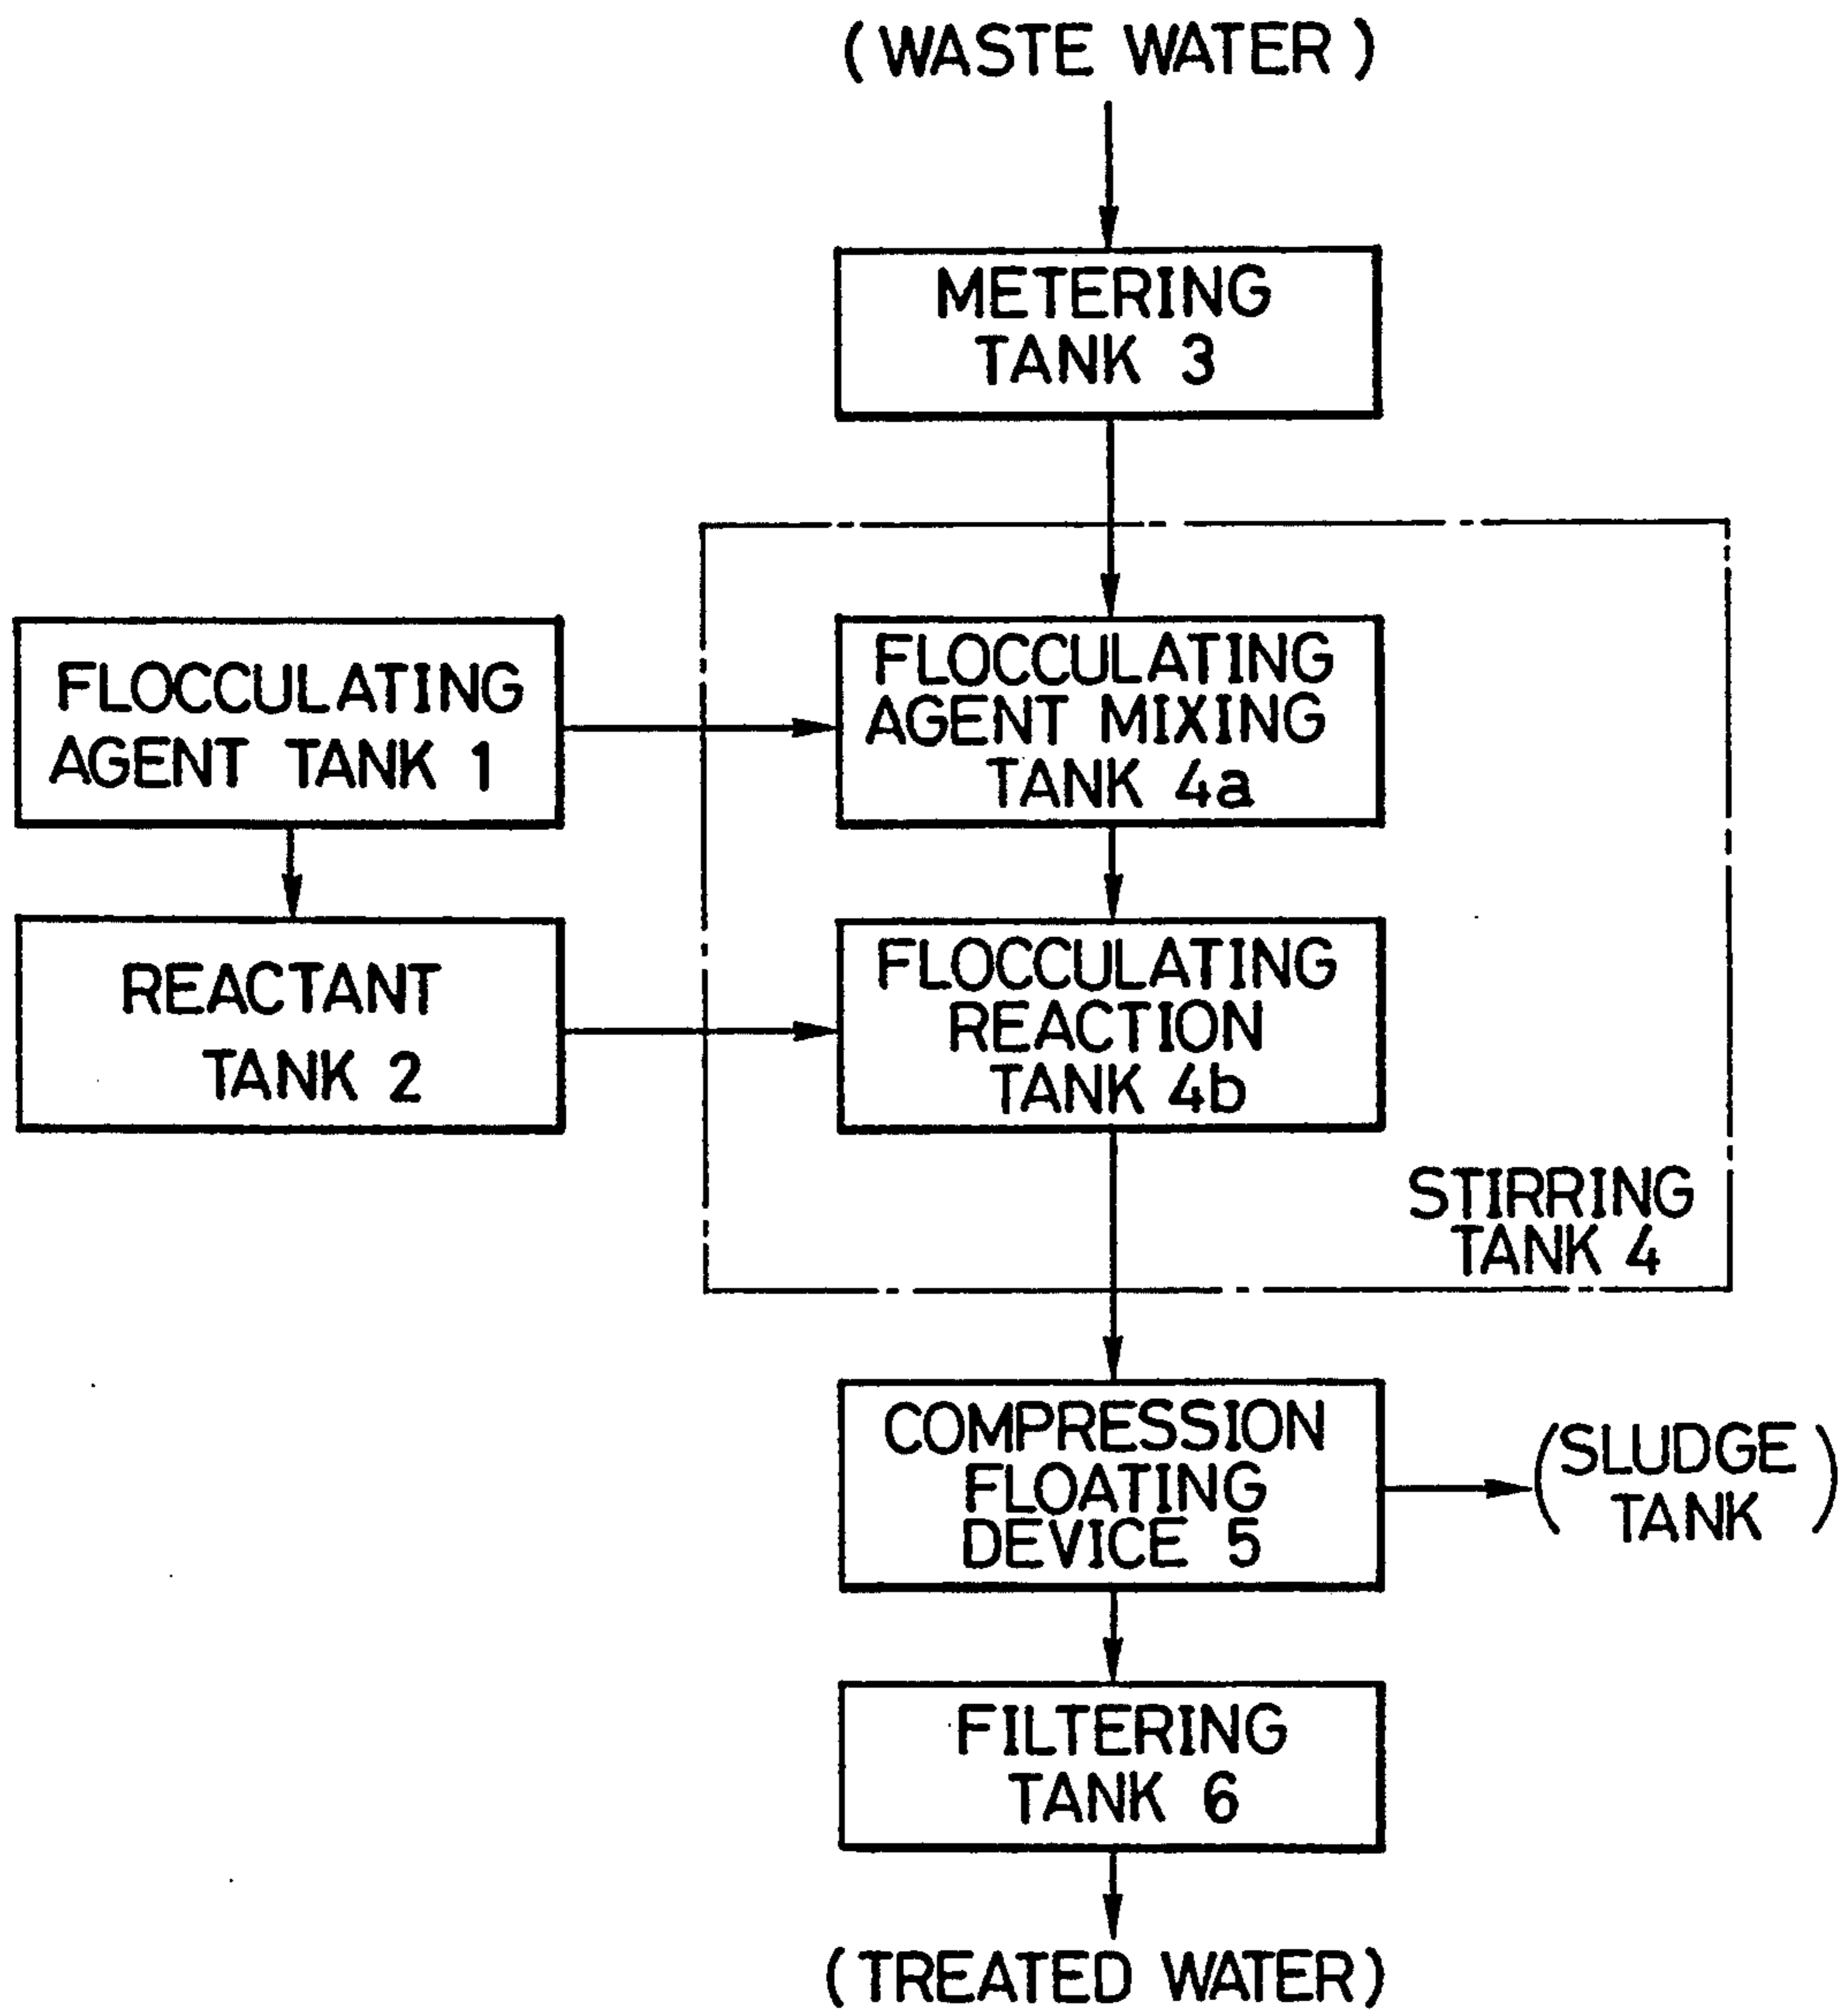 (WASTE WATER)
METERING
TANK 3
FLOCCULATING
AGENT TANK 1
FLOCCULATING
AGENT MIXING
TANK 4a
REACTANT
TANK 2
FLOCCULATING
REACTION
TANK 4b
STIRRING
TANK 4
COMPRESSION
FLOATING
DEVICE 5
(SLUDGE
TANK)
FILTERING
TANK 6
(TREATED WATER)